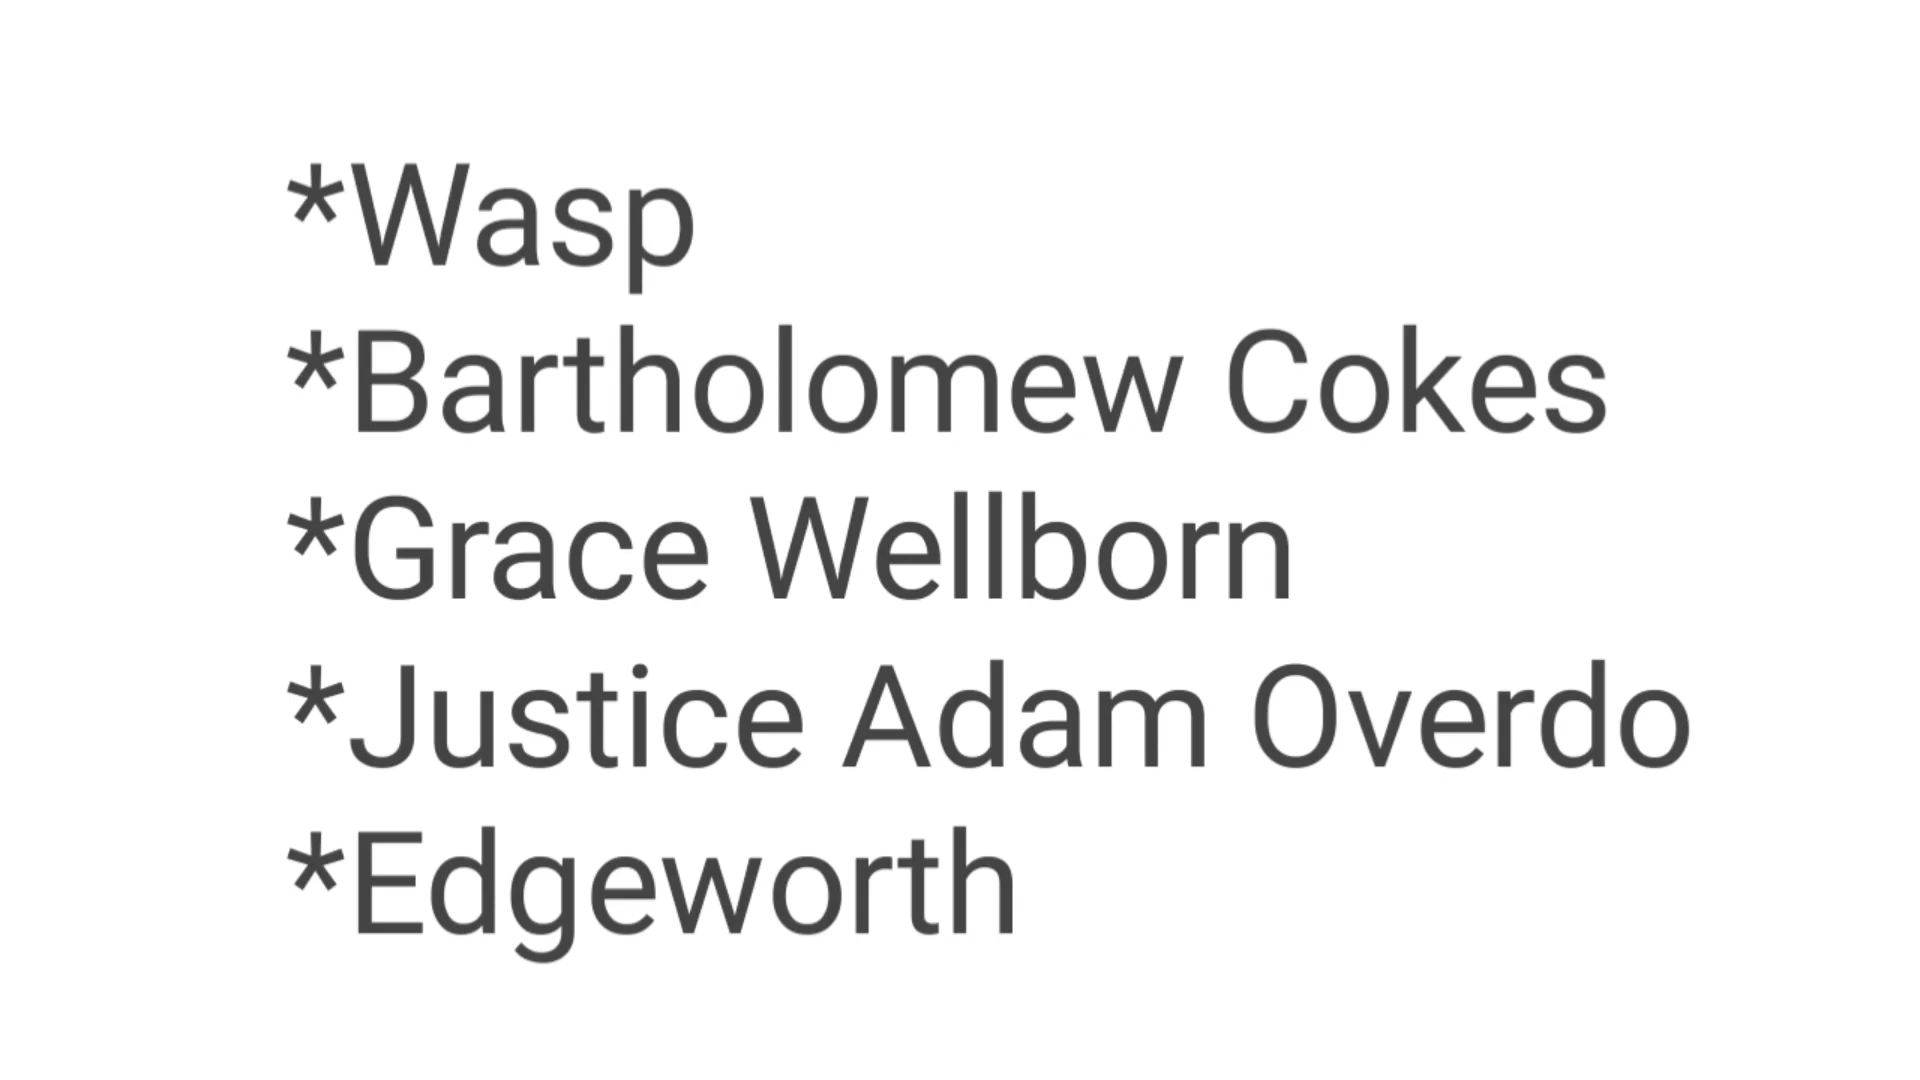 *Wasp
*Bartholomew Cokes
*Grace Wellborn
*Justice Adam Overdo
*Edgeworth